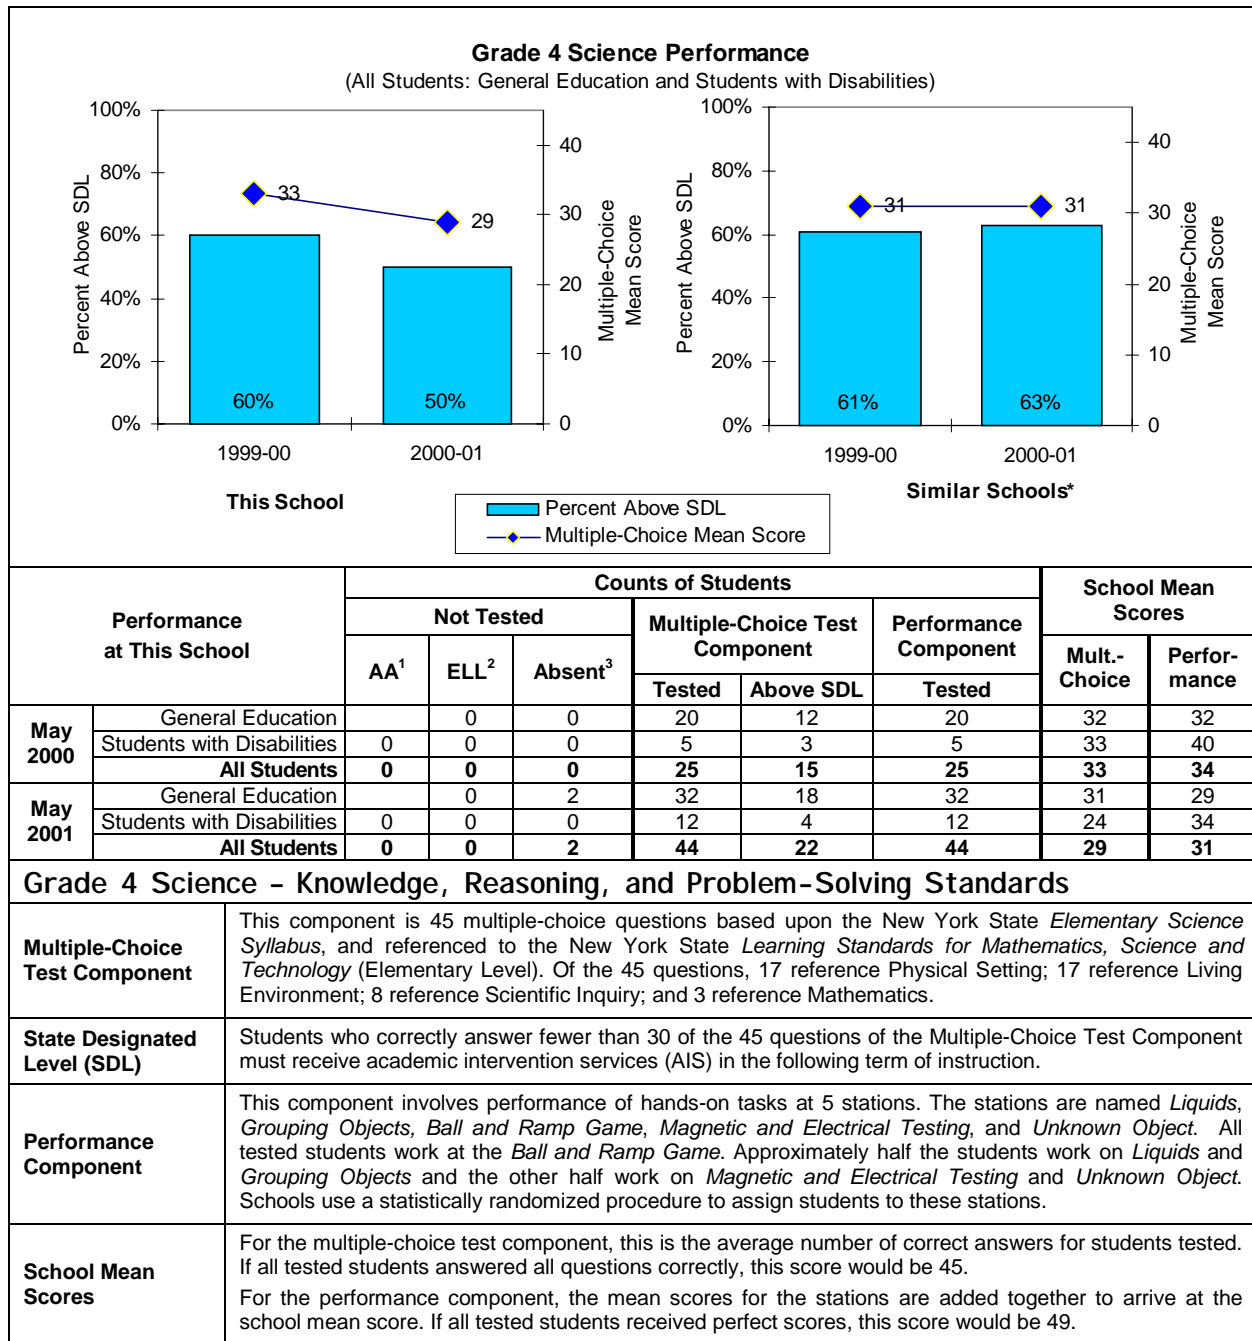 Grade 4 Science Performance
(All Students: General Education and Students with Disabilities)
100%
80%
60%
40%
20%
0%
Percent Above SDL
33
29
60%
50%
40
30
20
10
0
Multiple-Choice
Mean Score
1999-00
2000-01
This School
100%
80%
60%
40%
20%
0%
Percent Above SDL
31
31
61%
63%
40
30
20
10
0
Multiple-Choice
Mean Score
1999-00
2000-01
Similar Schools*
Percent Above SDL
Multiple-Choice Mean Score
Performance
at This School
Counts of Students
School Mean
Scores
Not Tested
Multiple-Choice Test
Component
Performance
Component
AA1 ELL2 Absent3
Tested Above SDL Tested
Mult.-
Choice
Perfor-
mance
May
2000
General Education 0 0 20 12 20 32 32
Students with Disabilities 0 0 0 5 3 5 33 40
All Students 0 0 0 25 15 25 33 34
May
2001
General Education 0 2 32 18 32 31 29
Students with Disabilities 0 0 0 12 4 12 24 34
All Students 0 0 2 44 22 44 29 31
Grade 4 Science – Knowledge, Reasoning, and Problem-Solving Standards
Multiple-Choice
Test Component
This component is 45 multiple-choice questions based upon the New York State Elementary Science
Syllabus, and referenced to the New York State Learning Standards for Mathematics, Science and
Technology (Elementary Level). Of the 45 questions, 17 reference Physical Setting; 17 reference Living
Environment; 8 reference Scientific Inquiry; and 3 reference Mathematics.
State Designated
Level (SDL)
Students who correctly answer fewer than 30 of the 45 questions of the Multiple-Choice Test Component
must receive academic intervention services (AIS) in the following term of instruction.
Performance
Component
This component involves performance of hands-on tasks at 5 stations. The stations are named Liquids,
Grouping Objects, Ball and Ramp Game, Magnetic and Electrical Testing, and Unknown Object. All
tested students work at the Ball and Ramp Game. Approximately half the students work on Liquids and
Grouping Objects and the other half work on Magnetic and Electrical Testing and Unknown Object.
Schools use a statistically randomized procedure to assign students to these stations.
School Mean
Scores
For the multiple-choice test component, this is the average number of correct answers for students tested.
If all tested students answered all questions correctly, this score would be 45.
For the performance component, the mean scores for the stations are added together to arrive at the
school mean score. If all tested students received perfect scores, this score would be 49.